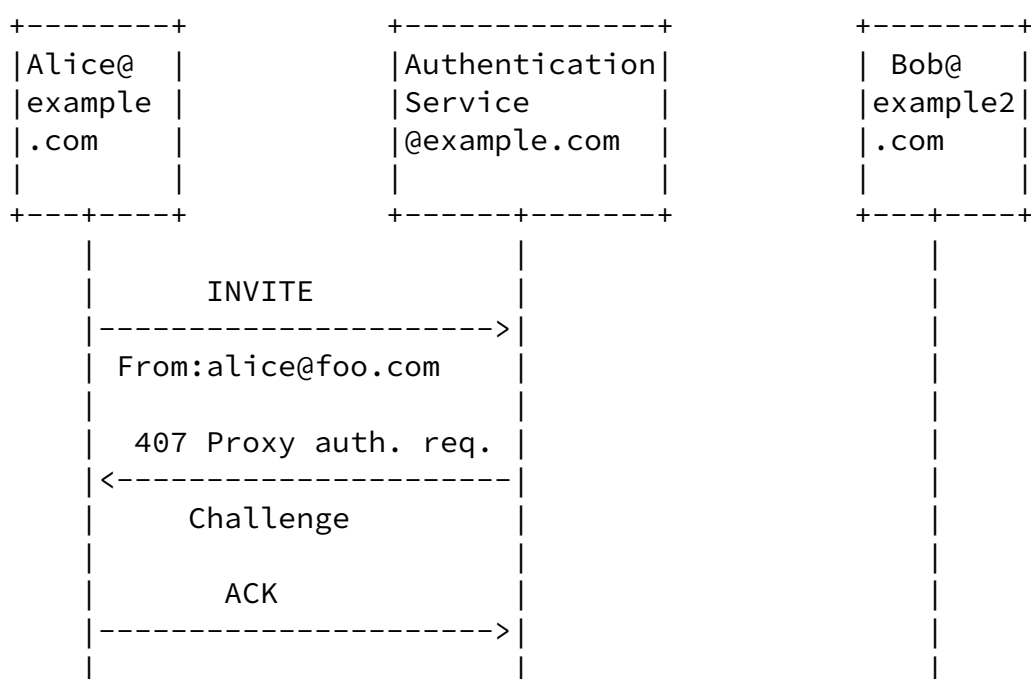 +--------+             +--------------+             +--------+
|Alice@  |             |Authentication|             | Bob@   |
|example |             |Service       |             |example2|
|.com    |             |@example.com  |             |.com    |
|        |             |              |             |        |
+---+----+             +------+-------+             +---+----+
    |                         |                         |
    |      INVITE             |                         |
    |---------------------->|                         |
    | From:alice@foo.com      |                         |
    |                         |                         |
    |  407 Proxy auth. req.   |                         |
    |<----------------------|                         |
    |     Challenge           |                         |
    |                         |                         |
    |       ACK               |                         |
    |---------------------->|                         |
    |                         |                         |